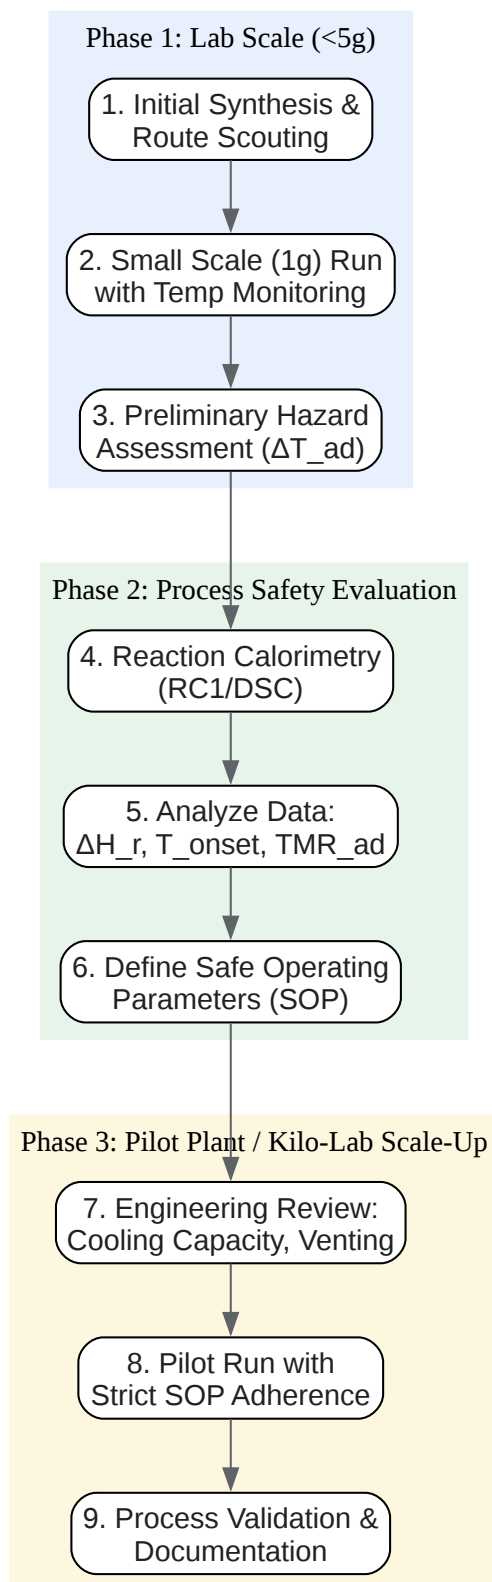 Phase 1: Lab Scale (<5g)
1. Initial Synthesis &
Route Scouting
2. Small Scale (1g) Run
with Temp Monitoring
3. Preliminary Hazard
Assessment (ΔT_ad)
Phase 2: Process Safety Evaluation
4. Reaction Calorimetry
(RC1/DSC)
5. Analyze Data:
ΔH_r, T_onset, TMR_ad
6. Define Safe Operating
Parameters (SOP)
Phase 3: Pilot Plant / Kilo-Lab Scale-Up
7. Engineering Review:
Cooling Capacity, Venting
8. Pilot Run with
Strict SOP Adherence
9. Process Validation &
Documentation